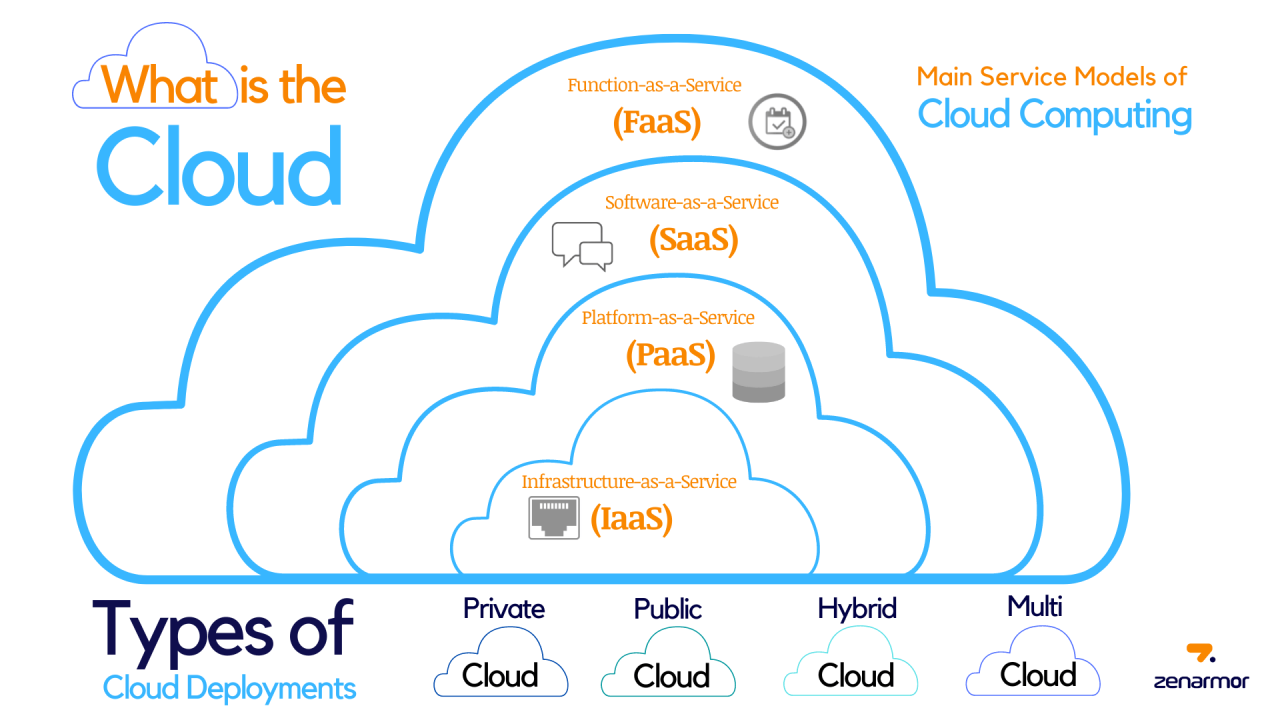 What is the
Cloud
Main Service Models of
Cloud Computing
Function-as-a-Service
(FaaS)
Software-as-a-Service
(SaaS)
Platform-as-a-Service
(PaaS)
Infrastructure-as-a-Service
(IaaS)
Types of
Cloud Deployments
Private
Cloud
Public
Cloud
Hybrid
Cloud
Multi
Cloud
zenarmor